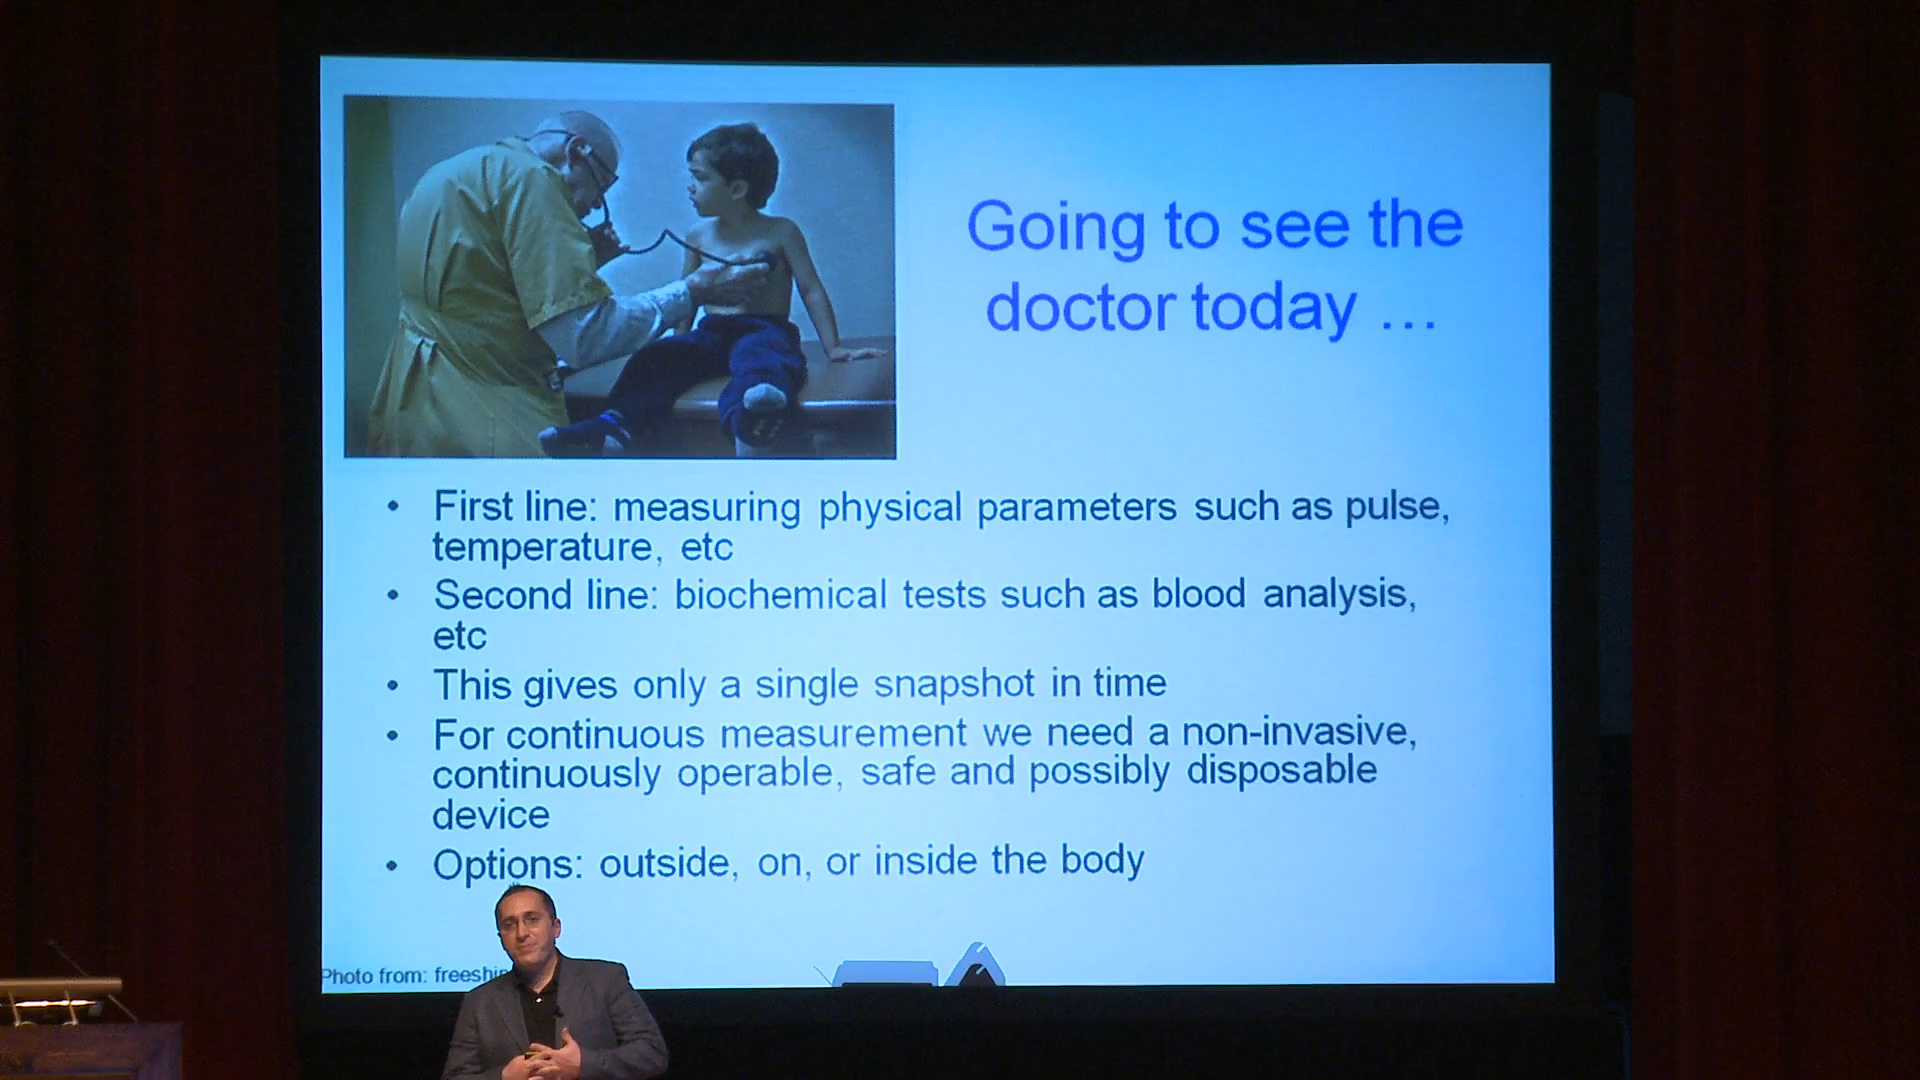 Going to see the
doctor today ...
• First line: measuring physical parameters such as pulse,
temperature, etc
• Second line: biochemical tests such as blood analysis,
etc
• This gives only a single snapshot in time
• For continuous measurement we need a non-invasive,
continuously operable, safe and possibly disposable
device
• Options: outside, on, or inside the body
Photo from: